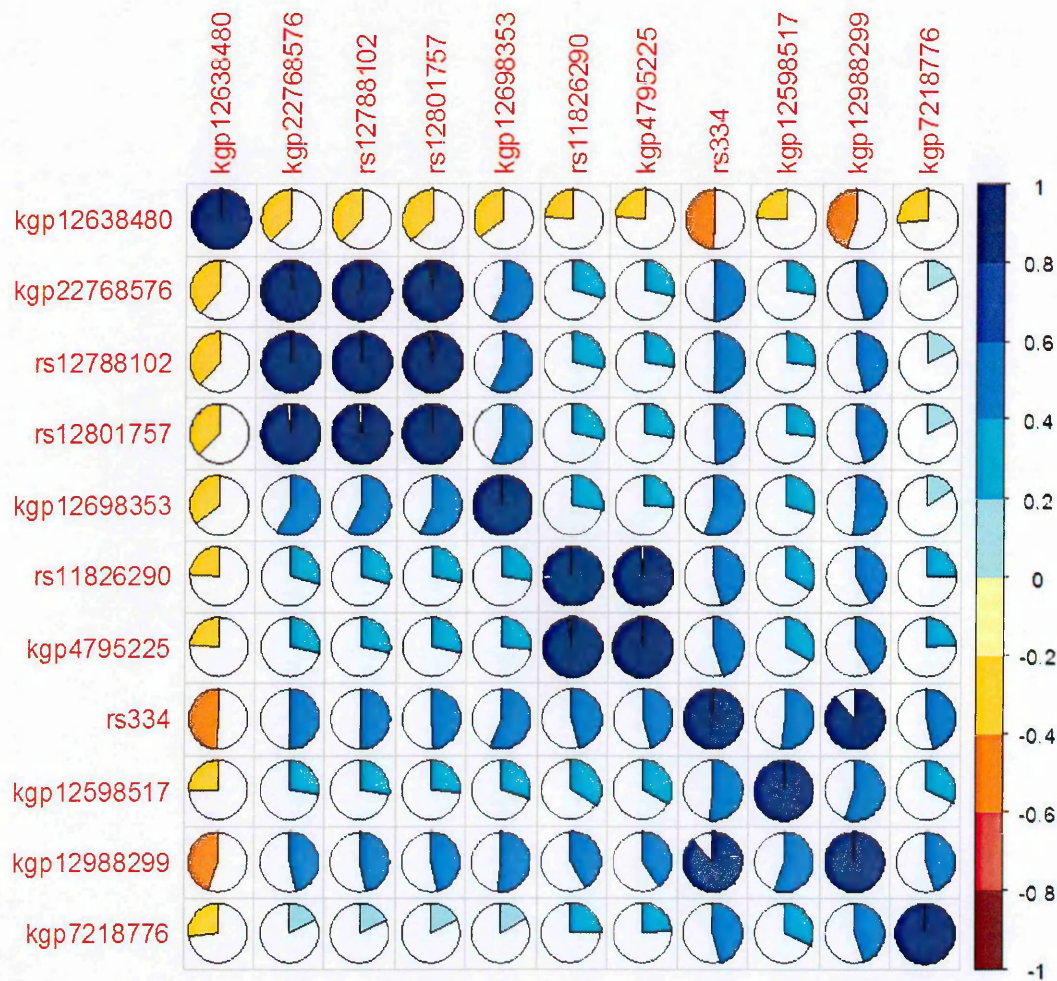 kgp12638480
kgp22768576
rs12788102
rs12801757
kgp12698353
rs11826290
kgp4795225
rs334
kgp12598517
kgp12988299
kgp7218776
kgp12638480
kgp22768576
rs12788102
rs12801757
kgp12698353
rs11826290
kgp4795225
rs334
kgp12598517
kgp12988299
kgp7218776
1
0.8
0.6
0.4
0.2
0
-0.2
-0.4
-0.6
-0.8
-1